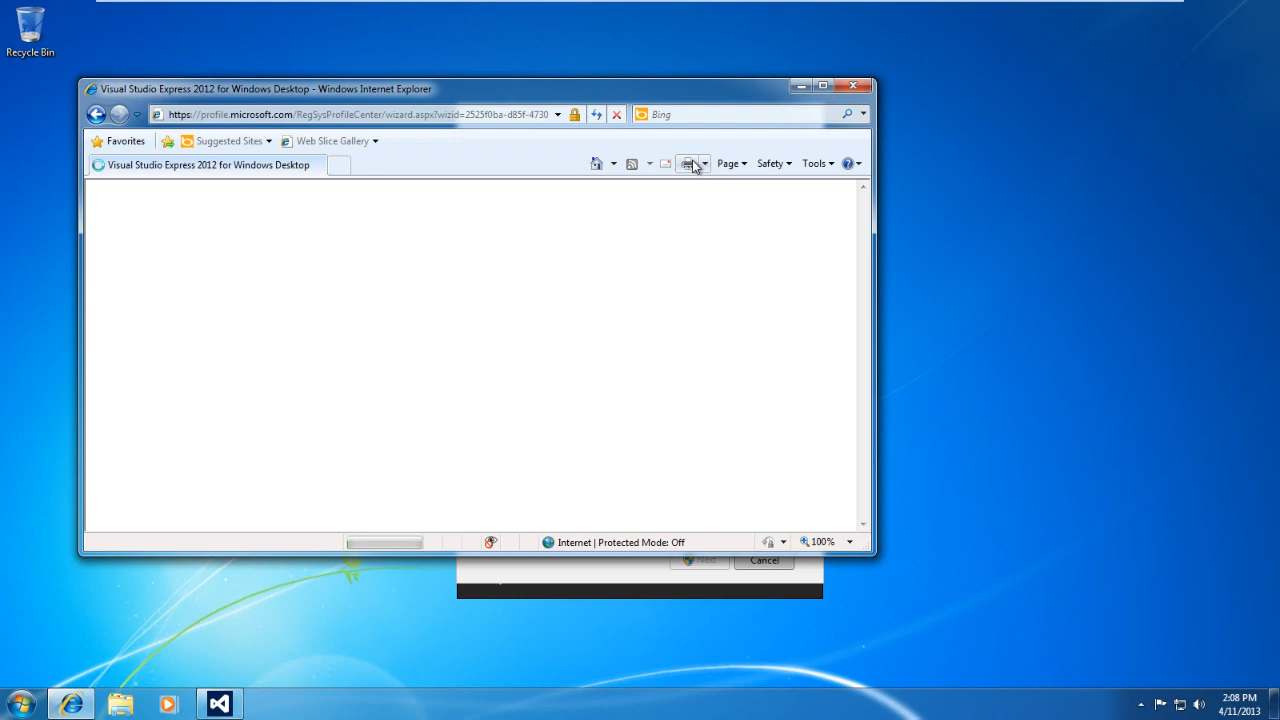 Recycle Bin
Visual Studio Express 2012 for Windows Desktop - Windows Internet Explorer
https://profile.microsoft.com/RegSysProfileCenter/wizard.aspx?wizid=2525f0ba-d85f-4730
Bing
Favorites
Suggested Sites
Web Slice Gallery
Visual Studio Express 2012 for Windows Desktop
Page
Safety
Tools
Internet | Protected Mode: Off
100%
Next
Cancel
2:08 PM
4/11/2013